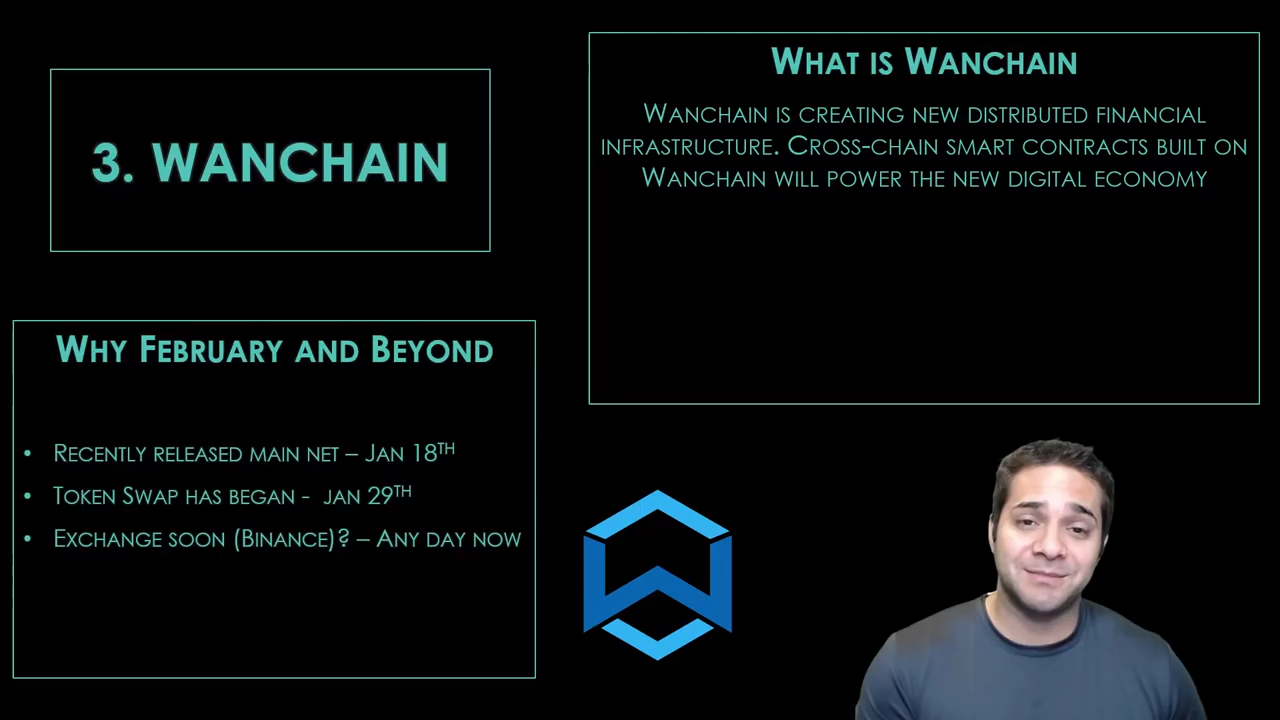 3. WANCHAIN
WHAT IS WANCHAIN
WANCHAIN IS CREATING NEW DISTRIBUTED FINANCIAL
INFRASTRUCTURE. CROSS-CHAIN SMART CONTRACTS BUILT ON
WANCHAIN WILL POWER THE NEW DIGITAL ECONOMY
WHY FEBRUARY AND BEYOND
• RECENTLY RELEASED MAIN NET – JAN 18TH
• TOKEN SWAP HAS BEGAN - JAN 29TH
• EXCHANGE SOON (BINANCE)? – ANY DAY NOW